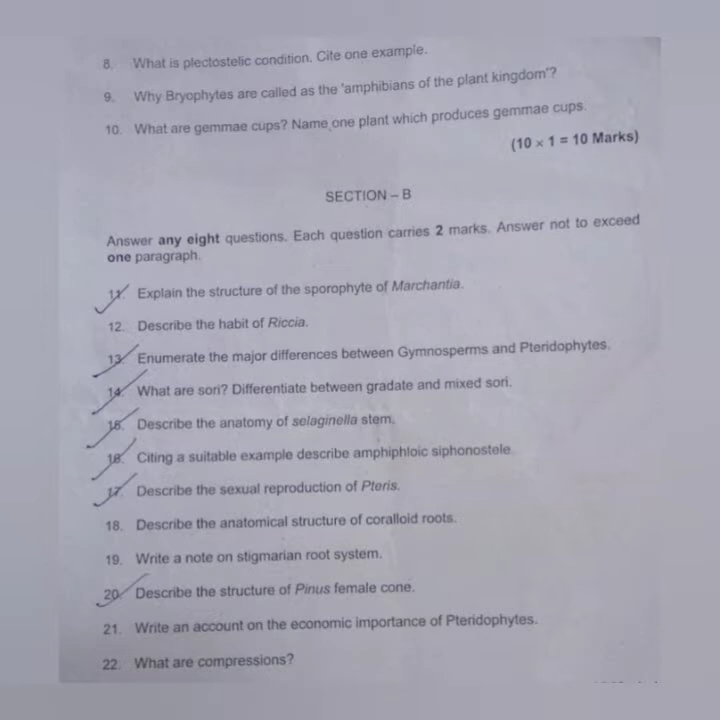 8. What is plectostelic condition. Cite one example.
9. Why Bryophytes are called as the 'amphibians of the plant kingdom'?
10. What are gemmae cups? Name one plant which produces gemmae cups.
(10 × 1 = 10 Marks)
SECTION – B
Answer any eight questions. Each question carries 2 marks. Answer not to exceed
one paragraph.
11. Explain the structure of the sporophyte of Marchantia.
12. Describe the habit of Riccia.
13. Enumerate the major differences between Gymnosperms and Pteridophytes.
14. What are sori? Differentiate between gradate and mixed sori.
15. Describe the anatomy of selaginella stem.
16. Citing a suitable example describe amphiphloic siphonostele.
17. Describe the sexual reproduction of Pteris.
18. Describe the anatomical structure of coralloid roots.
19. Write a note on stigmarian root system.
20. Describe the structure of Pinus female cone.
21. Write an account on the economic importance of Pteridophytes.
22. What are compressions?